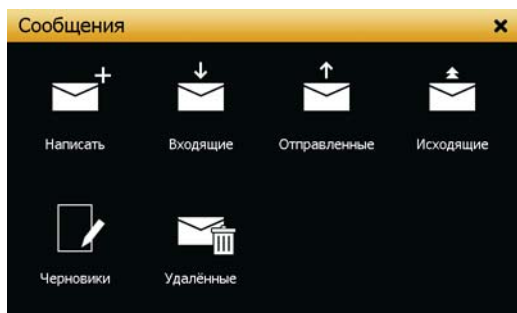 Сообщения
Написать Входящие Отправленные Исходящие
Черновики Удалённые